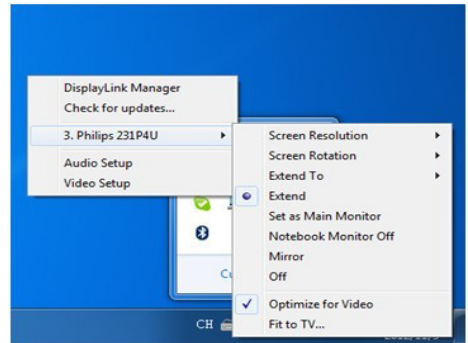 DisplayLink Manager
Check for updates...
3. Philips 231P4U
Audio Setup
Video Setup
Screen Resolution
Screen Rotation
Extend To
Extend
Set as Main Monitor
Notebook Monitor Off
Mirror
Off
Optimize for Video
Fit to TV...
CH